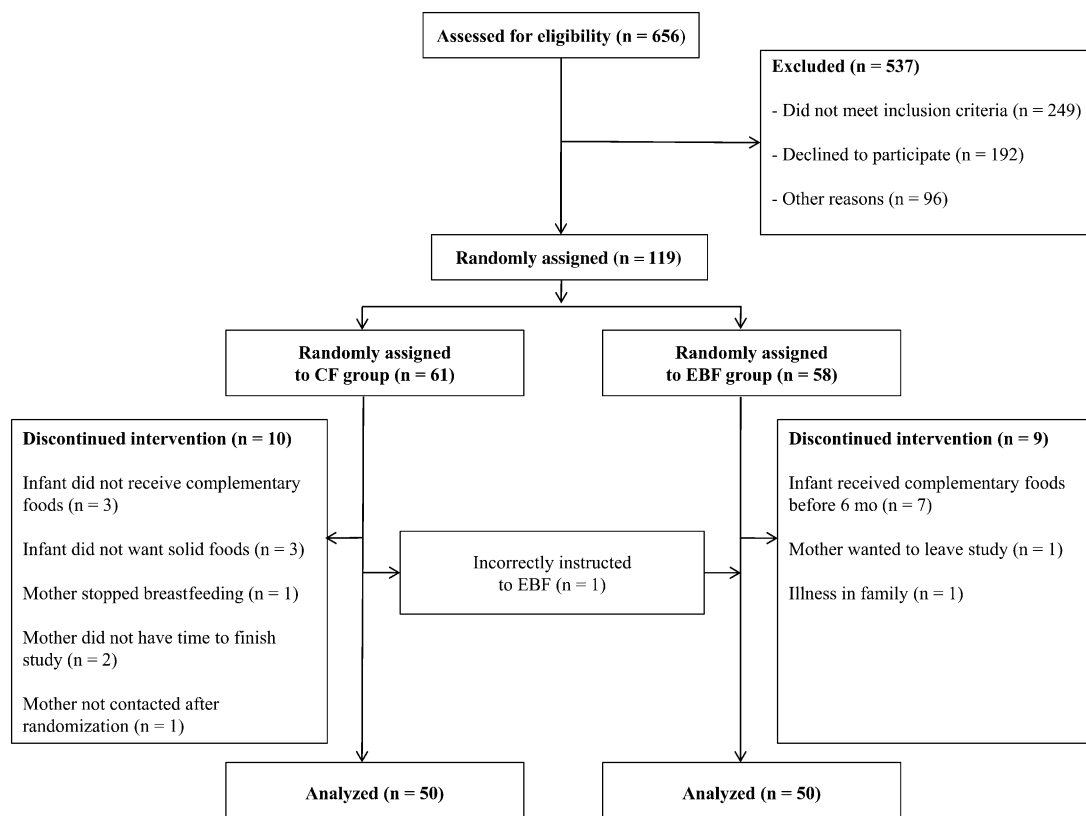 Assessed for eligibility (n = 656)
Excluded (n = 537)
- Did not meet inclusion criteria (n = 249)
- Declined to participate (n = 192)
- Other reasons (n = 96)
Randomly assigned (n = 119)
Randomly assigned
to CF group (n = 61)
Randomly assigned
to EBF group (n = 58)
Discontinued intervention (n = 10)
Infant did not receive complementary
foods (n = 3)
Infant did not want solid foods (n = 3)
Mother stopped breastfeeding (n = 1)
Mother did not have time to finish
study (n = 2)
Mother not contacted after
randomization (n = 1)
Incorrectly instructed
to EBF (n = 1)
Discontinued intervention (n = 9)
Infant received complementary foods
before 6 mo (n = 7)
Mother wanted to leave study (n = 1)
Illness in family (n = 1)
Analyzed (n = 50)
Analyzed (n = 50)